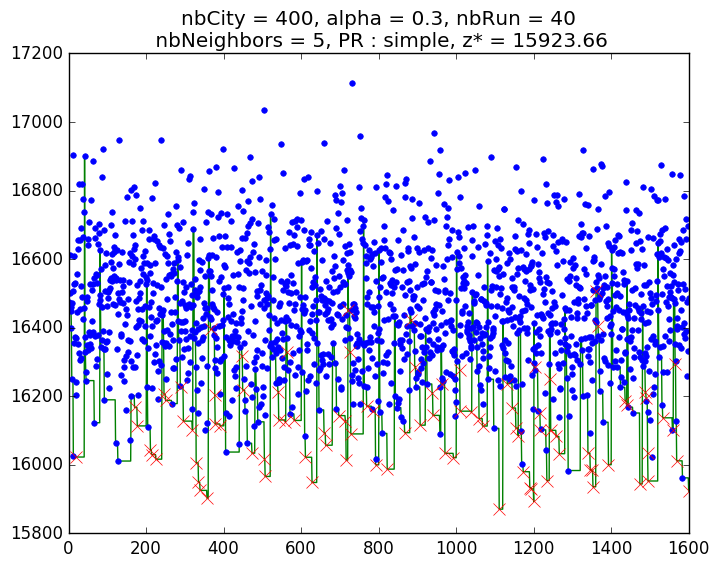 nbCity = 400, alpha = 0.3, nbRun = 40
nbNeighbors = 5, PR : simple, z* = 15923.66
17200
17000
16800
16600
16400
16200
16000
15800
0 200 400 600 800 1000 1200 1400 1600